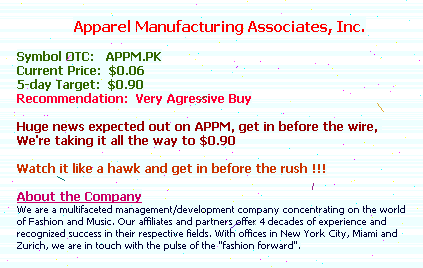 Apparel Manufacturing Associates, Inc.
Symbol OTC: APPM.PK
Current Price: $0.06
5-day Target: $0.90
Recommendation: Very Agressive Buy
Huge news expected out on APPM, get in before the wire,
We're taking it all the way to $0.90
Watch it like a hawk and get in before the rush !!!
About the Company
We are a multifaceted management/development company concentrating on the world
of Fashion and Music. Our affiliates and partners offer 4 decades of experience and
recognized success in their respective fields. With offices in New York City, Miami and
Zurich, we are in touch with the pulse of the "fashion forward".